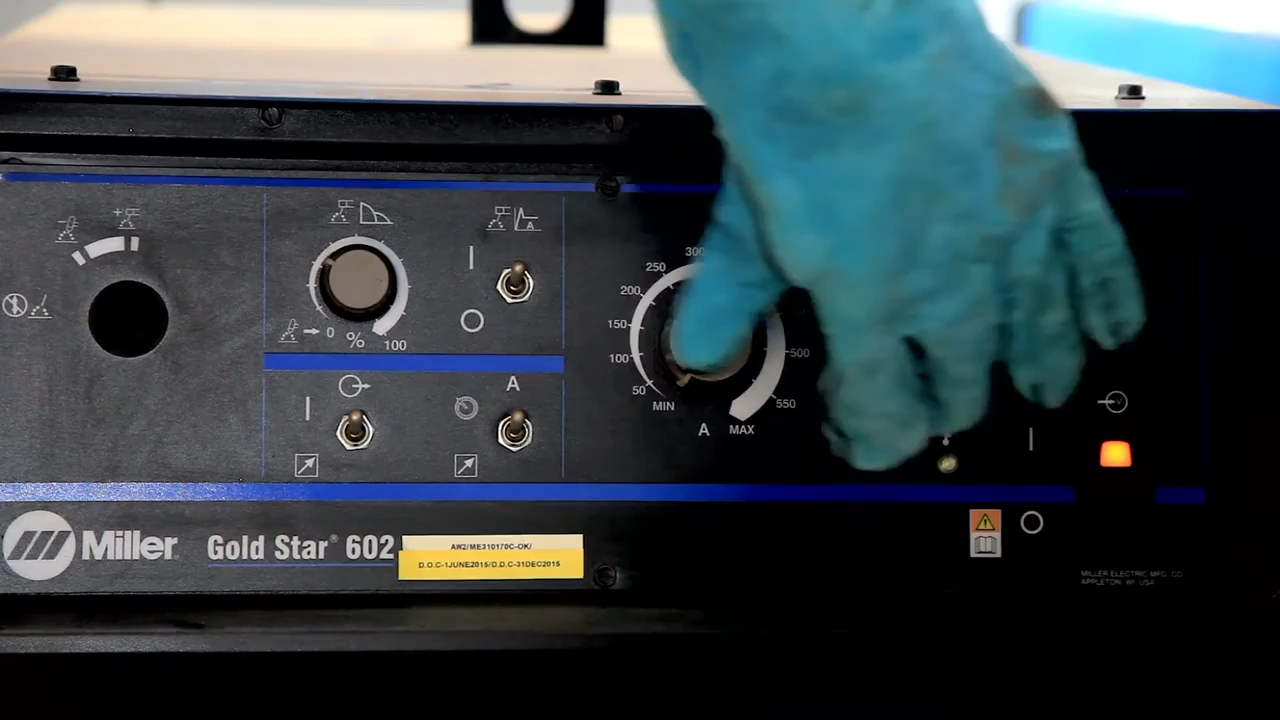 300
250
200
150
100
50
MIN
A
MAX
550
500
0
%
100
A
A
Miller
Gold Star® 602
AW2/ME310170C-OK/
D.O.C-1JUNE2015/D.D.C-31DEC2015
MILLER ELECTRIC MFG. CO
APPLETON, WI USA